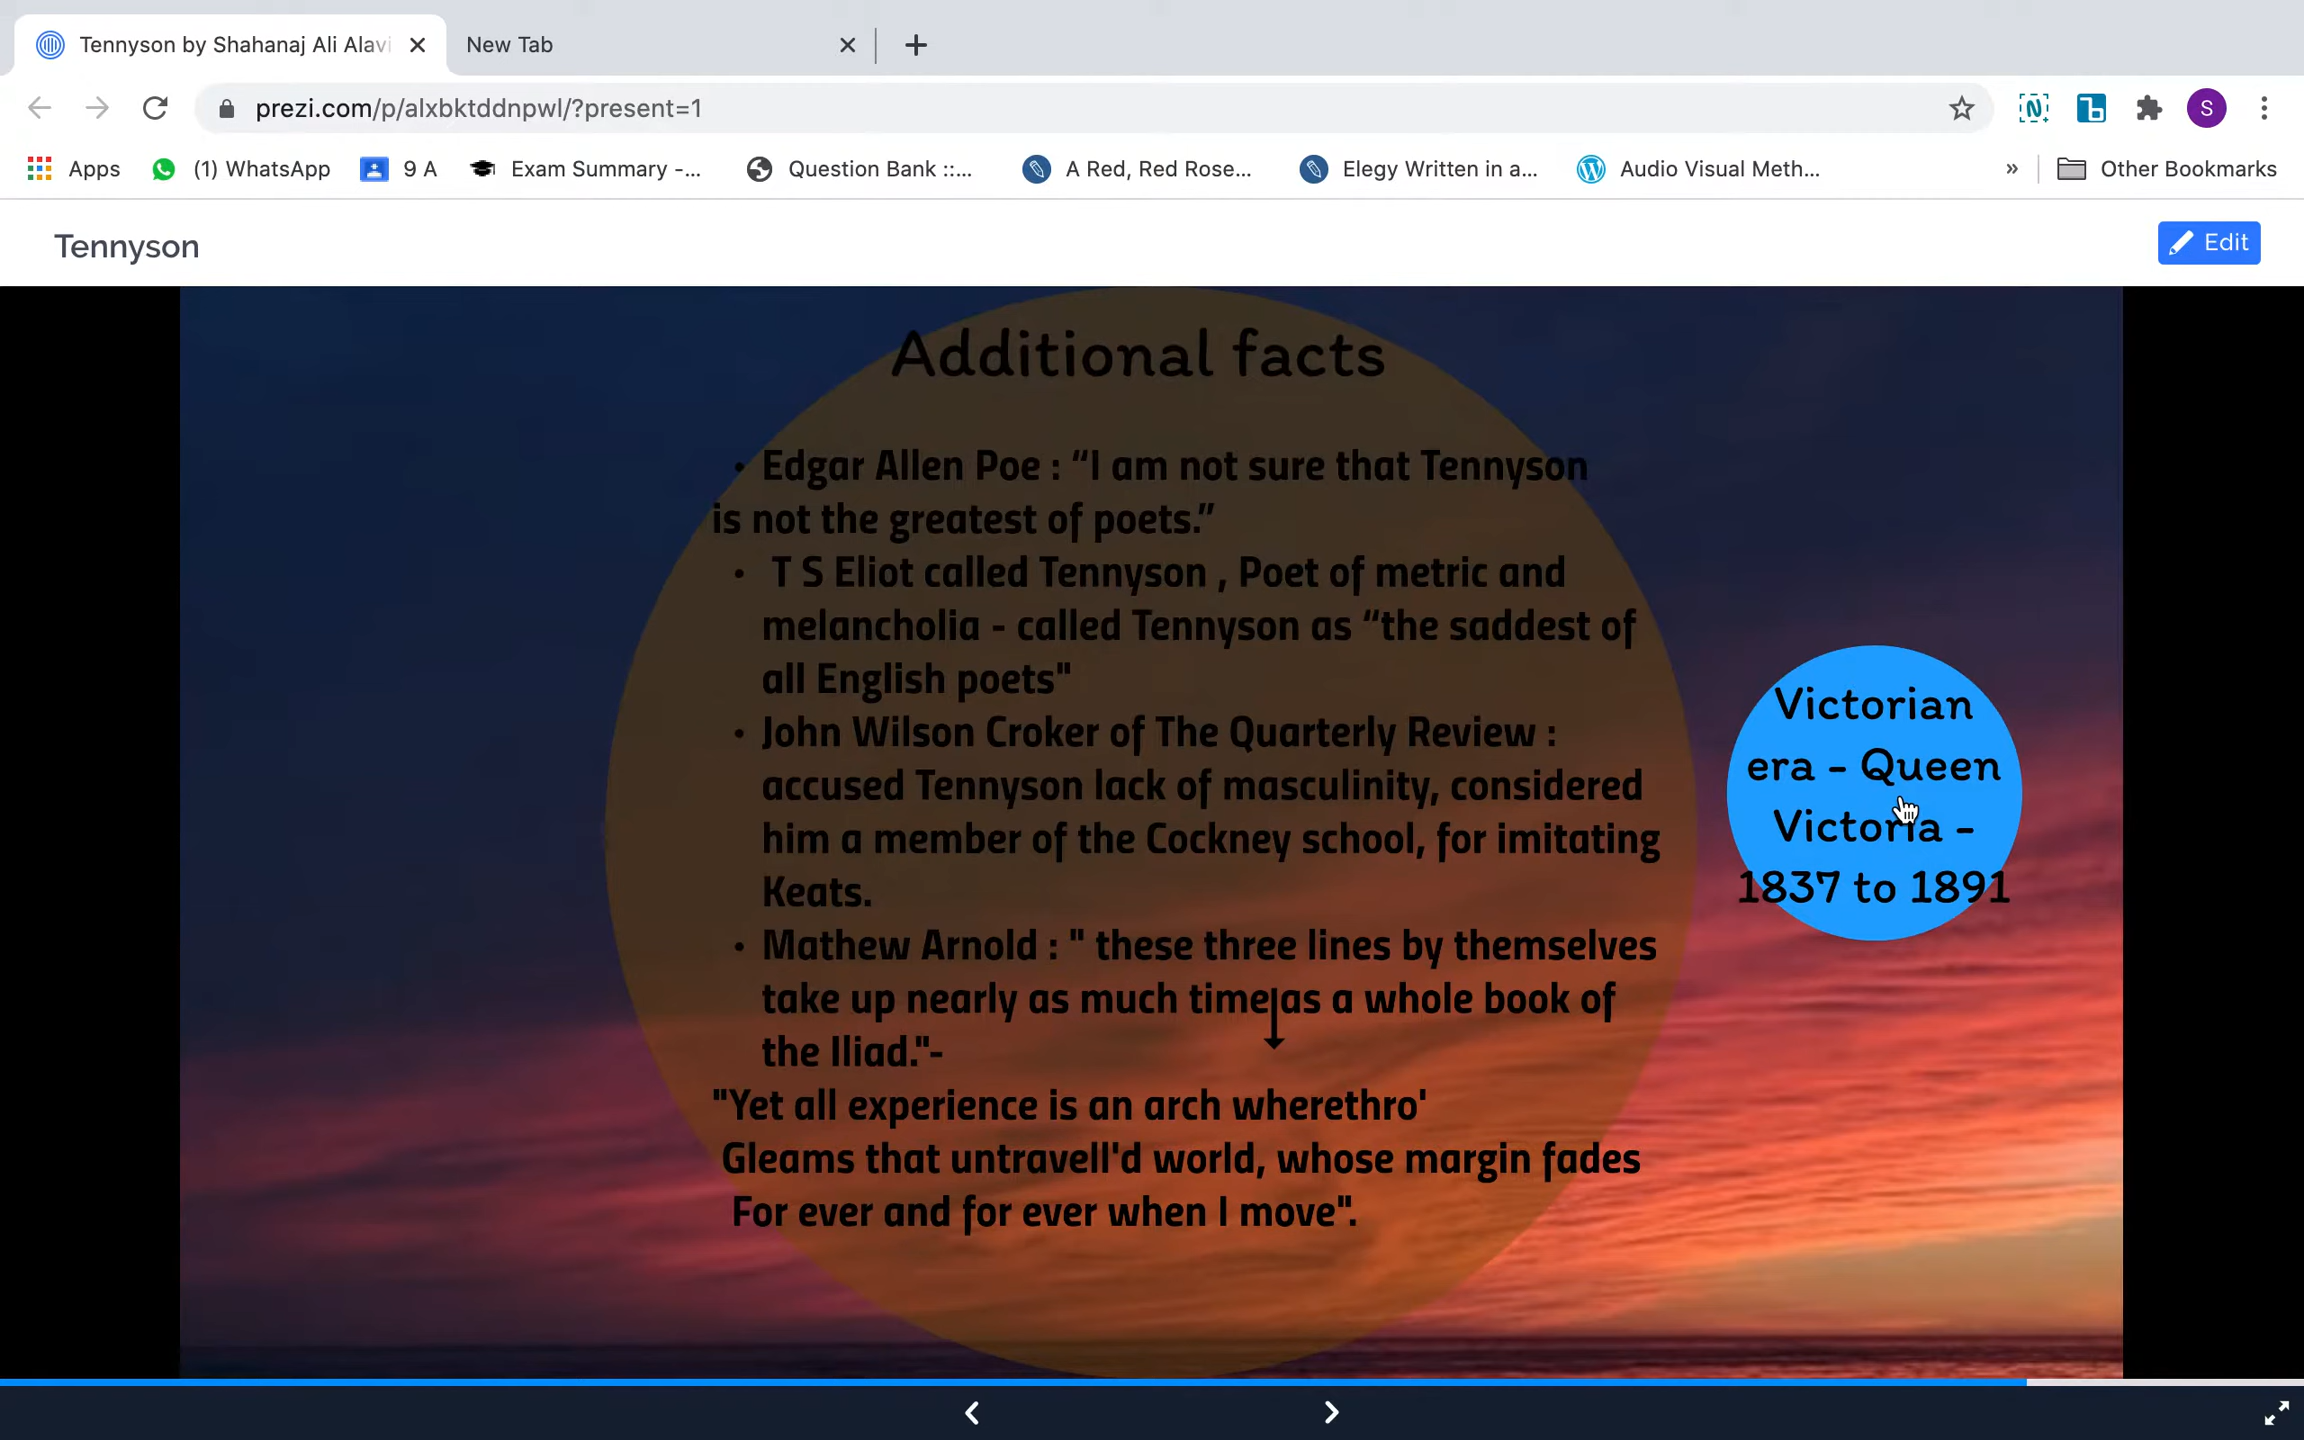 Tennyson by Shahanaj Ali Alavi
New Tab
prezi.com/p/alxbktddnpwl/?present=1
S
Apps
(1) WhatsApp
9 A
Exam Summary -...
Question Bank ::...
A Red, Red Rose...
Elegy Written in a...
Audio Visual Meth...
»
Other Bookmarks
Tennyson
Edit
Additional facts
• Edgar Allen Poe : “I am not sure that Tennyson
is not the greatest of poets.”
• T S Eliot called Tennyson , Poet of metric and
melancholia - called Tennyson as “the saddest of
all English poets"
• John Wilson Croker of The Quarterly Review :
accused Tennyson lack of masculinity, considered
him a member of the Cockney school, for imitating
Keats.
• Mathew Arnold : " these three lines by themselves
take up nearly as much time as a whole book of
the Iliad."-
"Yet all experience is an arch wherethro'
Gleams that untravell'd world, whose margin fades
For ever and for ever when I move".
Victorian
era - Queen
Victoria -
1837 to 1891